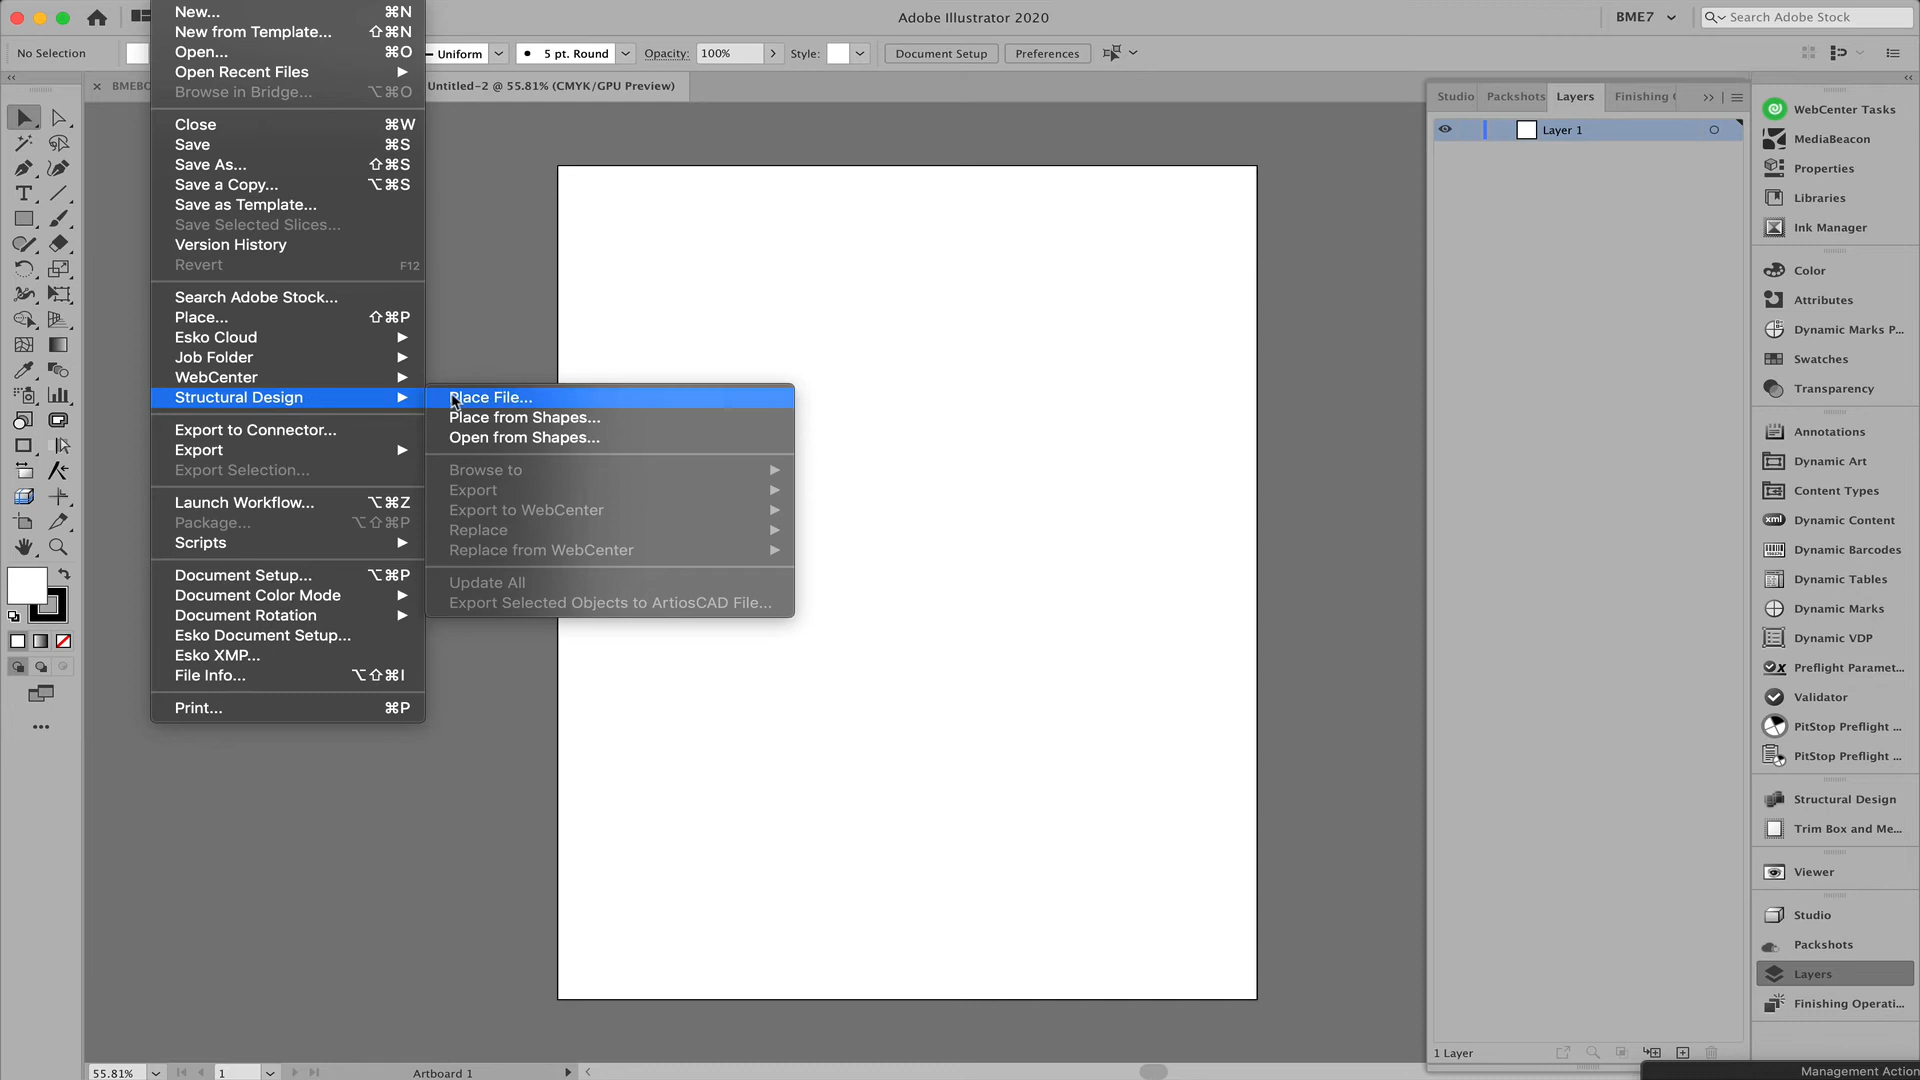 Adobe Illustrator 2020
BME7
Search Adobe Stock
No Selection
Uniform
5 pt. Round
Opacity:
100%
Style:
Document Setup
Preferences
Untitled-2 @ 55.81% (CMYK/GPU Preview)
New... ⌘N
New from Template... ⇧⌘N
Open... ⌘O
Open Recent Files
Browse in Bridge... ⌥⌘O
Close ⌘W
Save ⌘S
Save As... ⇧⌘S
Save a Copy... ⌥⌘S
Save as Template...
Save Selected Slices...
Version History
Revert F12
Search Adobe Stock...
Place... ⇧⌘P
Esko Cloud
Job Folder
WebCenter
Structural Design
Export to Connector...
Export
Export Selection...
Launch Workflow... ⌥⌘Z
Package... ⌥⇧⌘P
Scripts
Document Setup... ⌥⌘P
Document Color Mode
Document Rotation
Esko Document Setup...
Esko XMP...
File Info... ⌥⇧⌘I
Print... ⌘P
Place File...
Place from Shapes...
Open from Shapes...
Browse to
Export
Export to WebCenter
Replace
Replace from WebCenter
Update All
Export Selected Objects to ArtiosCAD File...
Studio
Packshots
Layers
Finishing
Layer 1
1 Layer
WebCenter Tasks
MediaBeacon
Properties
Libraries
Ink Manager
Color
Attributes
Dynamic Marks P...
Swatches
Transparency
Annotations
Dynamic Art
Content Types
xml
Dynamic Content
Dynamic Barcodes
Dynamic Tables
Dynamic Marks
Dynamic VDP
Preflight Paramet...
Validator
PitStop Preflight ...
PitStop Preflight ...
Structural Design
Trim Box and Me...
Viewer
Studio
Packshots
Layers
Finishing Operati...
55.81%
1
Artboard 1
Management Action